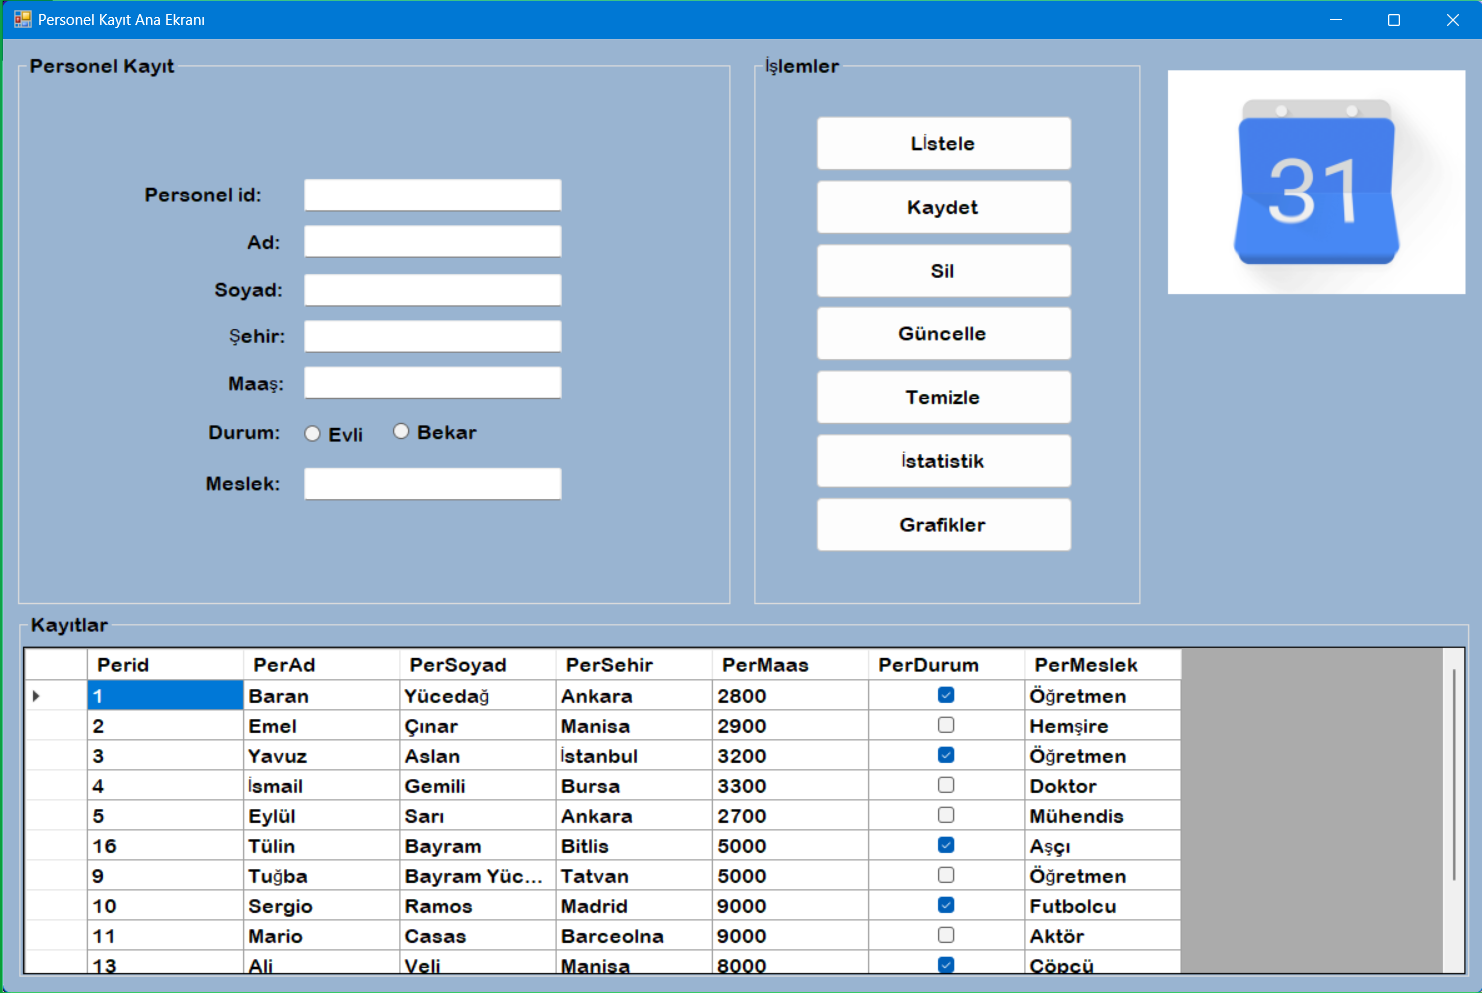 Personel Kayıt Ana Ekranı
Personel Kayıt
Personel id:
Ad:
Soyad:
Şehir:
Maaş:
Durum: Evli Bekar
Meslek:
İşlemler
Listele
Kaydet
Sil
Güncelle
Temizle
İstatistik
Grafikler
31
Kayıtlar
Perid PerAd PerSoyad PerSehir PerMaas PerDurum PerMeslek
1 Baran Yücedağ Ankara 2800 Öğretmen
2 Emel Çınar Manisa 2900 Hemşire
3 Yavuz Aslan İstanbul 3200 Öğretmen
4 İsmail Gemili Bursa 3300 Doktor
5 Eylül Sarı Ankara 2700 Mühendis
16 Tülin Bayram Bitlis 5000 Aşçı
9 Tuğba Bayram Yüc... Tatvan 5000 Öğretmen
10 Sergio Ramos Madrid 9000 Futbolcu
11 Mario Casas Barceolna 9000 Aktör
13 Ali Veli Manisa 8000 Çöpçü